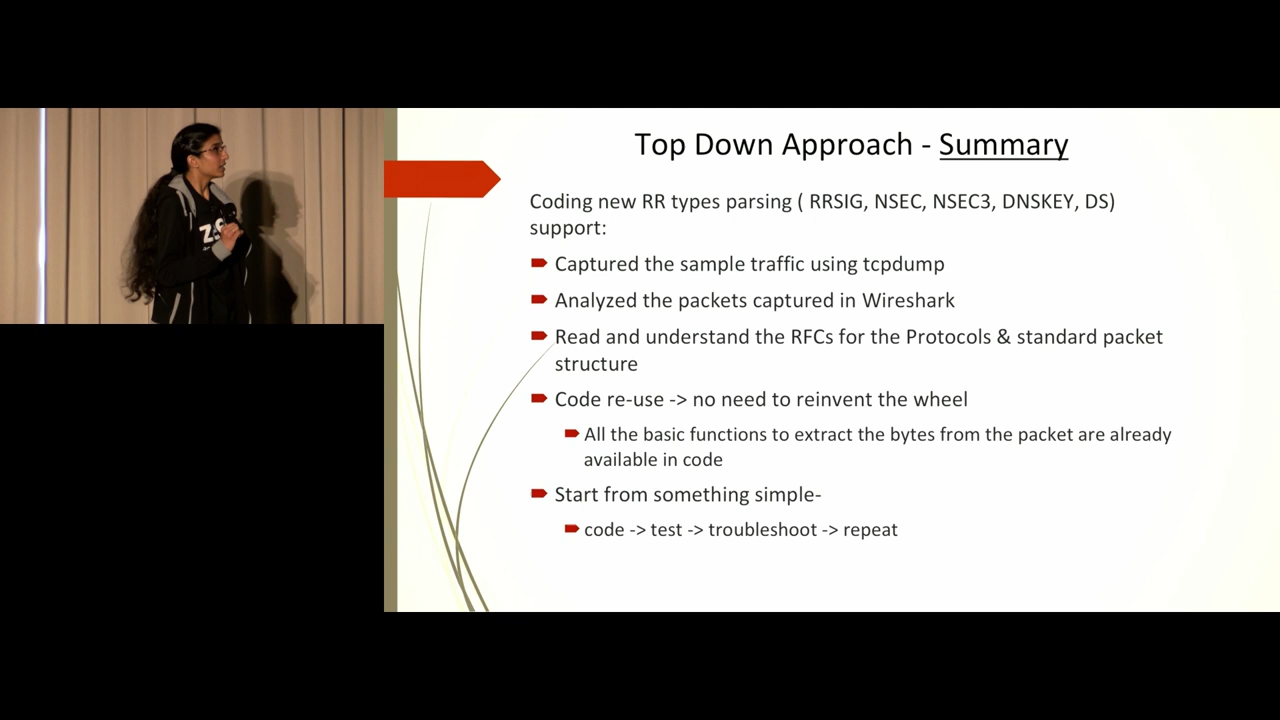 Top Down Approach - Summary
Coding new RR types parsing ( RRSIG, NSEC, NSEC3, DNSKEY, DS)
support:
Captured the sample traffic using tcpdump
Analyzed the packets captured in Wireshark
Read and understand the RFCs for the Protocols & standard packet
structure
Code re-use -> no need to reinvent the wheel
All the basic functions to extract the bytes from the packet are already
available in code
Start from something simple-
code -> test -> troubleshoot -> repeat